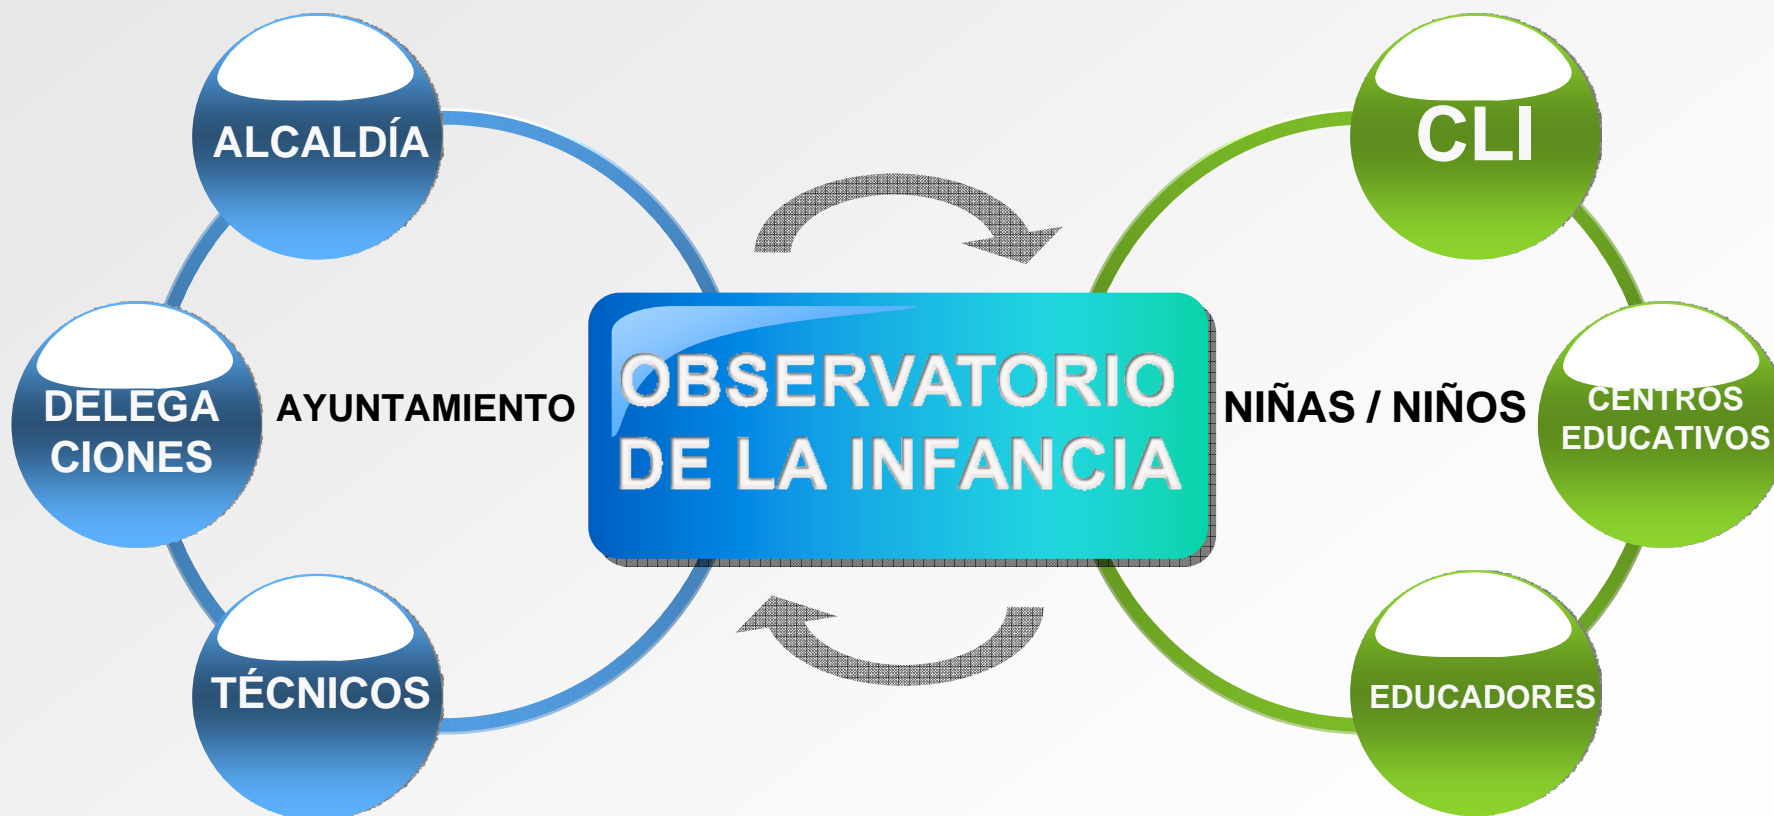 ALCALDÍA
DELEGA
CIONES
TÉCNICOS
AYUNTAMIENTO
OBSERVATORIO
DE LA INFANCIA
NIÑAS / NIÑOS
CLI
CENTROS
EDUCATIVOS
EDUCADORES